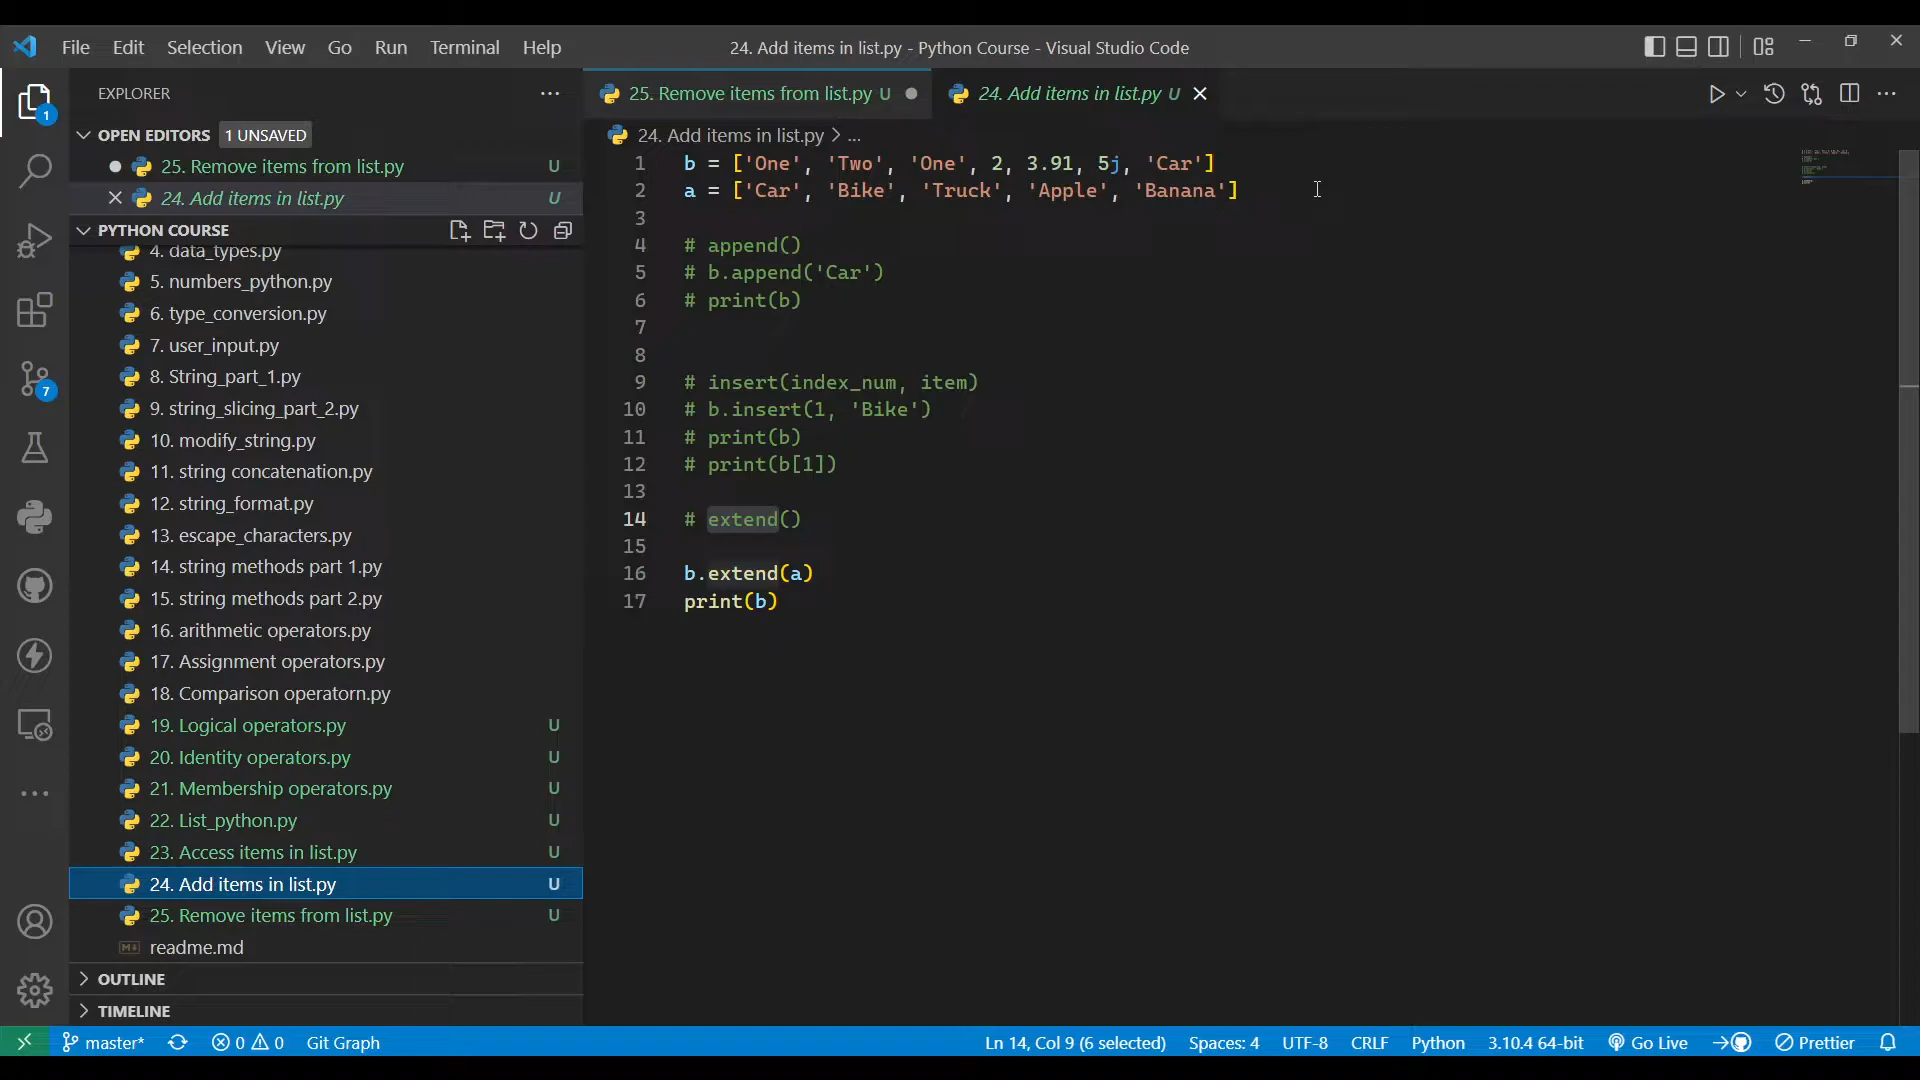 File Edit Selection View Go Run Terminal Help
24. Add items in list.py - Python Course - Visual Studio Code
EXPLORER
OPEN EDITORS 1 UNSAVED
25. Remove items from list.py U
24. Add items in list.py U
PYTHON COURSE
4. data_types.py
5. numbers_python.py
6. type_conversion.py
7. user_input.py
8. String_part_1.py
9. string_slicing_part_2.py
10. modify_string.py
11. string concatenation.py
12. string_format.py
13. escape_characters.py
14. string methods part 1.py
15. string methods part 2.py
16. arithmetic operators.py
17. Assignment operators.py
18. Comparison operatorn.py
19. Logical operators.py U
20. Identity operators.py U
21. Membership operators.py U
22. List_python.py U
23. Access items in list.py U
24. Add items in list.py U
25. Remove items from list.py U
readme.md
OUTLINE
TIMELINE
1
7
25. Remove items from list.py U
24. Add items in list.py U
24. Add items in list.py > ...
1 b = ['One', 'Two', 'One', 2, 3.91, 5j, 'Car']
2 a = ['Car', 'Bike', 'Truck', 'Apple', 'Banana']
3
4 # append()
5 # b.append('Car')
6 # print(b)
7
8
9 # insert(index_num, item)
10 # b.insert(1, 'Bike')
11 # print(b)
12 # print(b[1])
13
14 # extend()
15
16 b.extend(a)
17 print(b)
master* 0 0 Git Graph
Ln 14, Col 9 (6 selected) Spaces: 4 UTF-8 CRLF Python 3.10.4 64-bit Go Live Prettier